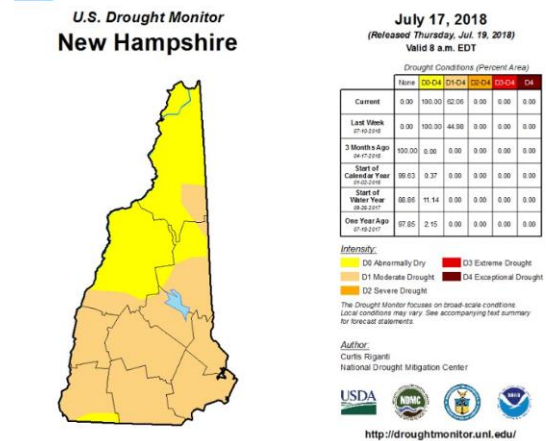 U.S. Drought Monitor
New Hampshire
July 17, 2018
(Released Thursday, Jul. 19, 2018)
Valid 8 a.m. EDT
Drought Conditions (Percent Area)
None D0-D4 D1-D4 D2-D4 D3-D4 D4
Current 0.00 100.00 62.06 0.00 0.00 0.00
Last Week 0.00 100.00 44.98 0.00 0.00 0.00
07-10-2018
3 Months Ago 100.00 0.00 0.00 0.00 0.00 0.00
04-17-2018
Start of
Calendar Year 99.63 0.37 0.00 0.00 0.00 0.00
01-02-2018
Start of
Water Year 88.86 11.14 0.00 0.00 0.00 0.00
09-26-2017
One Year Ago 97.85 2.15 0.00 0.00 0.00 0.00
07-18-2017
Intensity:
D0 Abnormally Dry D3 Extreme Drought
D1 Moderate Drought D4 Exceptional Drought
D2 Severe Drought
The Drought Monitor focuses on broad-scale conditions.
Local conditions may vary. See accompanying text summary
for forecast statements.
Author:
Curtis Riganti
National Drought Mitigation Center
USDA NDMC
http://droughtmonitor.unl.edu/